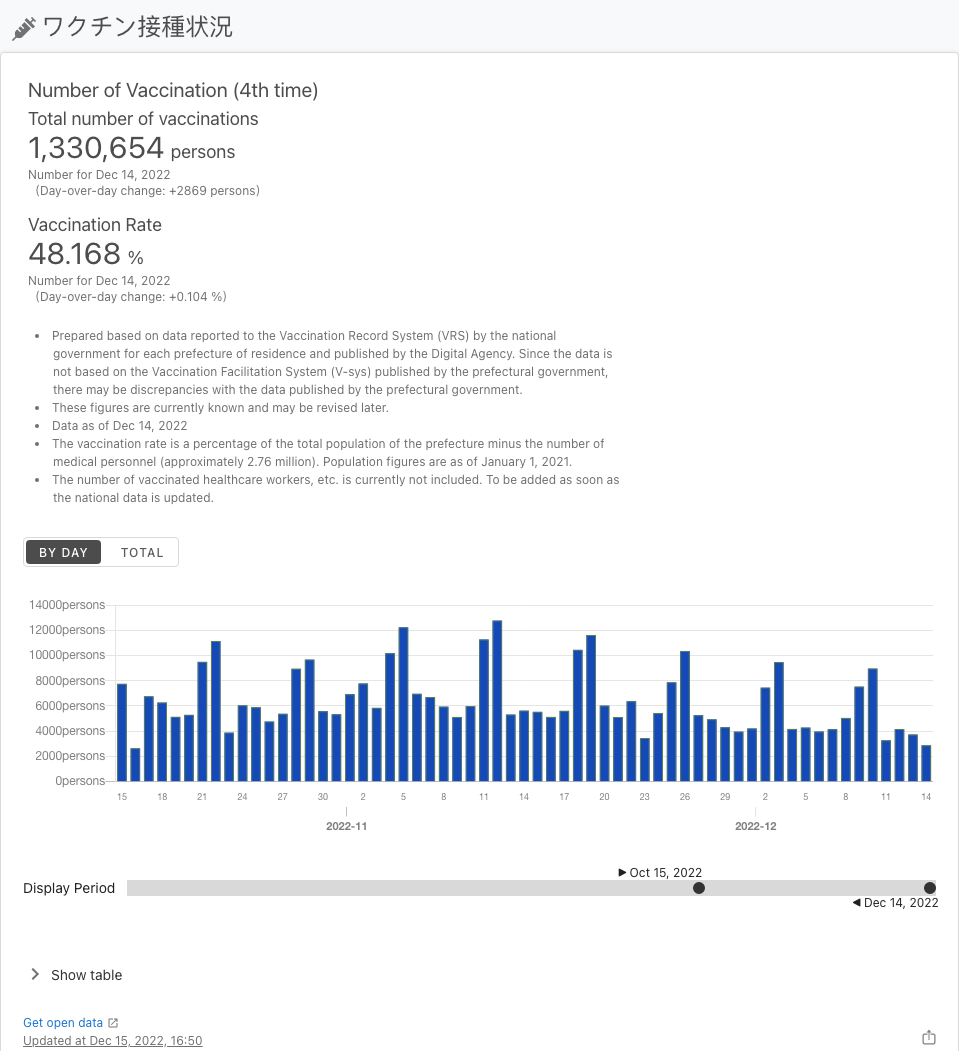 ワクチン接種状況
Number of Vaccination (4th time)
Total number of vaccinations
1,330,654 persons
Number for Dec 14, 2022
(Day-over-day change: +2869 persons)
Vaccination Rate
48.168 %
Number for Dec 14, 2022
(Day-over-day change: +0.104 %)
• Prepared based on data reported to the Vaccination Record System (VRS) by the national
government for each prefecture of residence and published by the Digital Agency. Since the data is
not based on the Vaccination Facilitation System (V-sys) published by the prefectural government,
there may be discrepancies with the data published by the prefectural government.
• These figures are currently known and may be revised later.
• Data as of Dec 14, 2022
• The vaccination rate is a percentage of the total population of the prefecture minus the number of
medical personnel (approximately 2.76 million). Population figures are as of January 1, 2021.
• The number of vaccinated healthcare workers, etc. is currently not included. To be added as soon as
the national data is updated.
BY DAY TOTAL
14000persons
12000persons
10000persons
8000persons
6000persons
4000persons
2000persons
0persons
15 18 21 24 27 30 2 5 8 11 14 17 20 23 26 29 2 5 8 11 14
2022-11 2022-12
Oct 15, 2022
Display Period
Dec 14, 2022
Show table
Get open data
Updated at Dec 15, 2022, 16:50